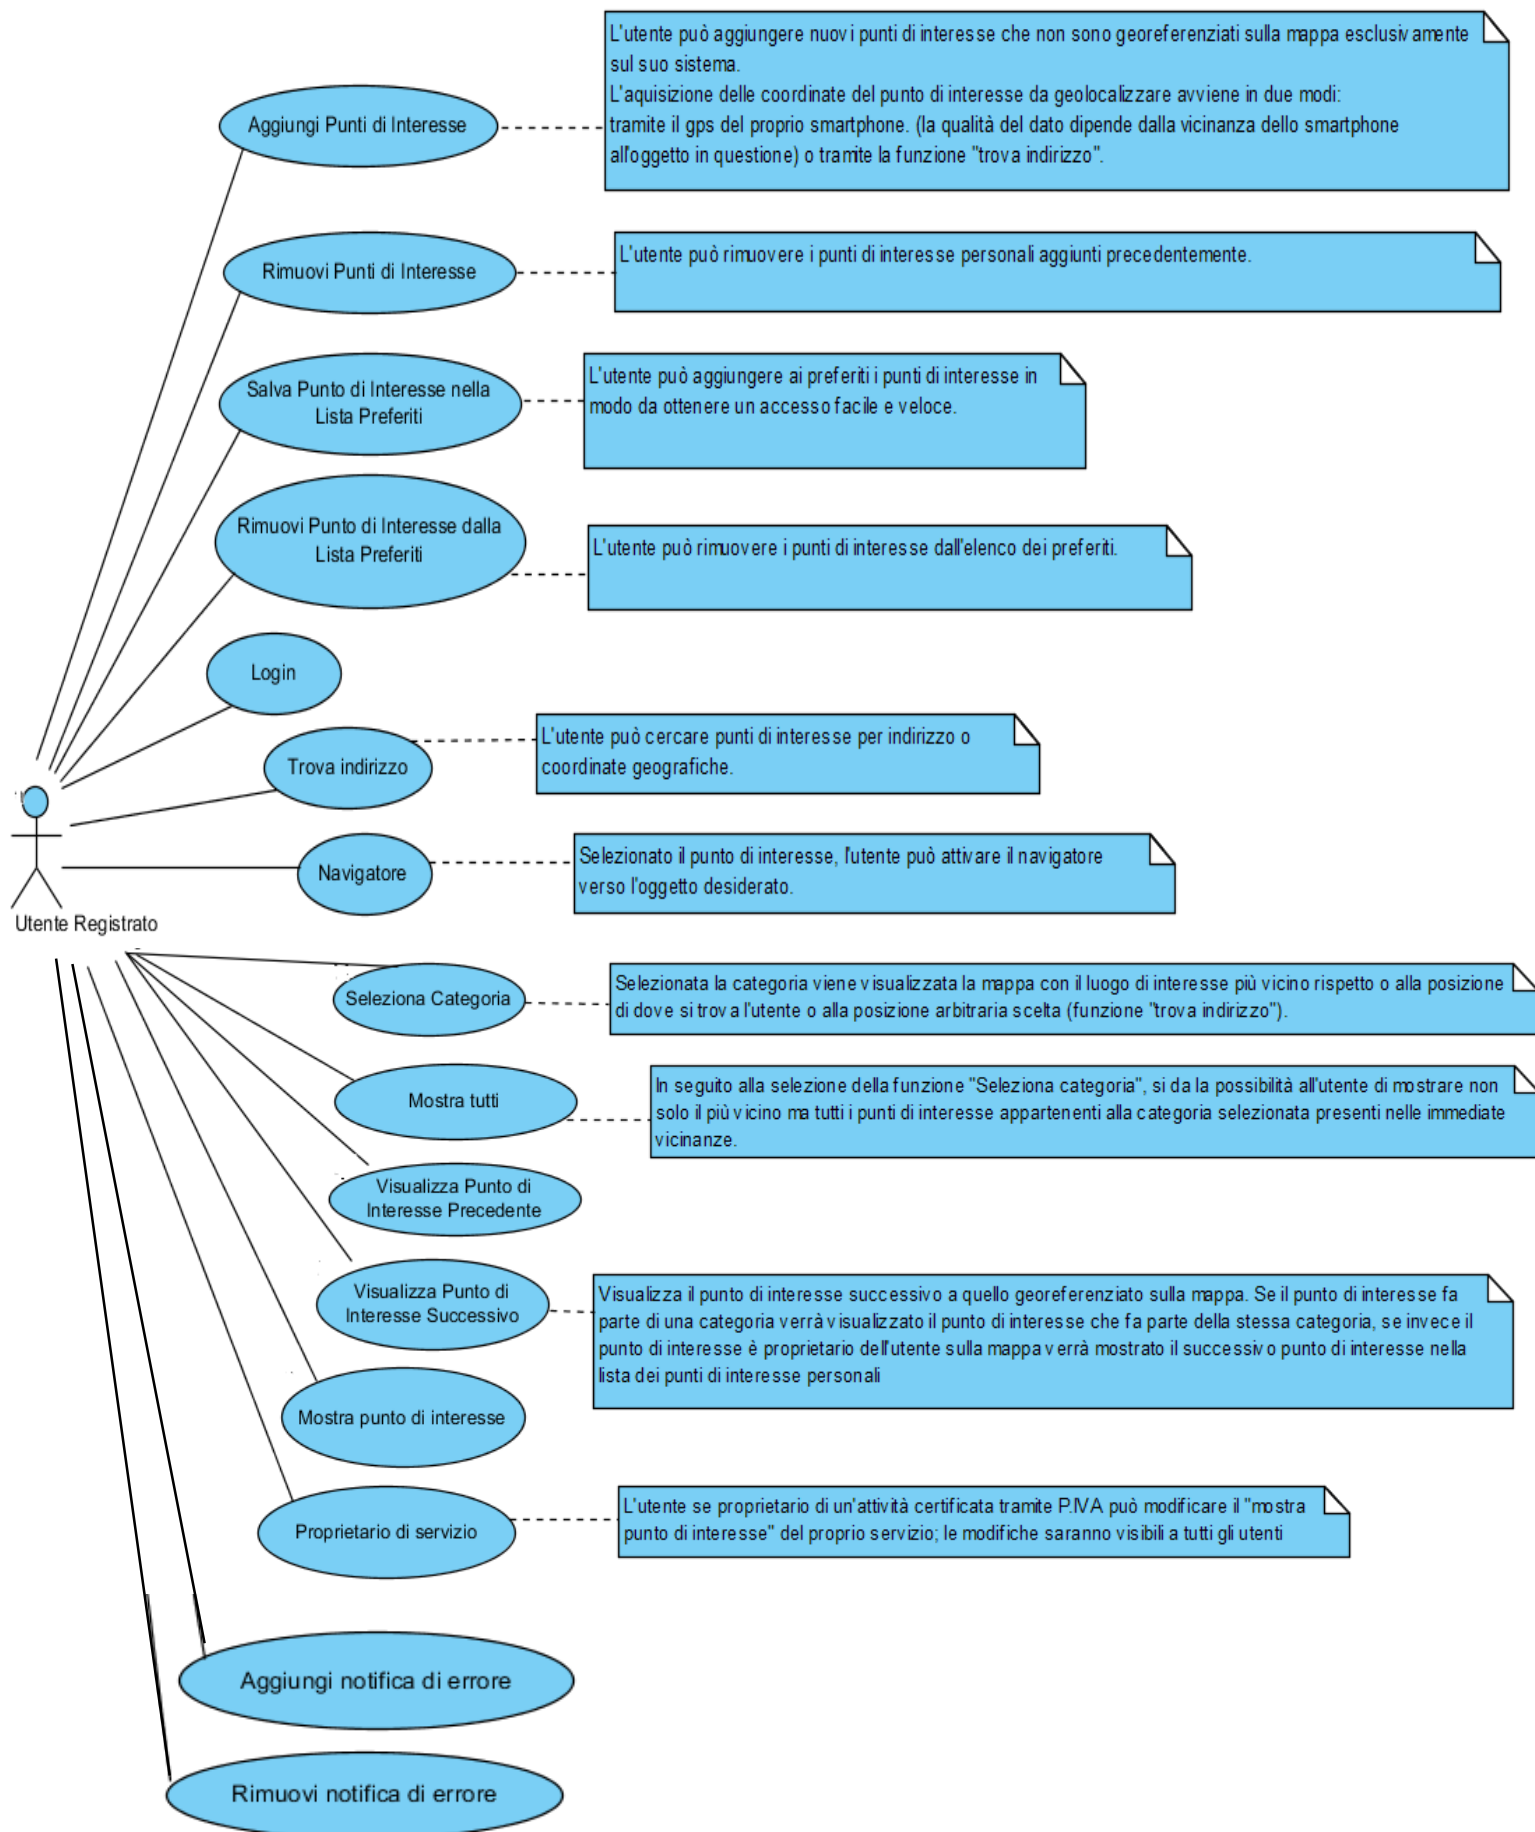 L'utente può aggiungere nuovi punti di interesse che non sono georeferenziati sulla mappa esclusivamente
sul suo sistema.
L'aquisizione delle coordinate del punto di interesse da geolocalizzare avviene in due modi:
tramite il gps del proprio smartphone. (la qualità del dato dipende dalla vicinanza dello smartphone
all'oggetto in questione) o tramite la funzione "trova indirizzo".
Aggiungi Punti di Interesse
L'utente può rimuovere i punti di interesse personali aggiunti precedentemente.
Rimuovi Punti di Interesse
L'utente può aggiungere ai preferiti i punti di interesse in
modo da ottenere un accesso facile e veloce.
Salva Punto di Interesse nella
Lista Preferiti
Rimuovi Punto di Interesse dalla
Lista Preferiti
L'utente può rimuovere i punti di interesse dall'elenco dei preferiti.
Login
L'utente può cercare punti di interesse per indirizzo o
coordinate geografiche.
Trova indirizzo
Selezionato il punto di interesse, l'utente può attivare il navigatore
verso l'oggetto desiderato.
Navigatore
Utente Registrato
Selezionata la categoria viene visualizzata la mappa con il luogo di interesse più vicino rispetto o alla posizione
di dove si trova l'utente o alla posizione arbitraria scelta (funzione "trova indirizzo").
Seleziona Categoria
In seguito alla selezione della funzione "Seleziona categoria", si da la possibilità all'utente di mostrare non
solo il più vicino ma tutti i punti di interesse appartenenti alla categoria selezionata presenti nelle immediate
vicinanze.
Mostra tutti
Visualizza Punto di
Interesse Precedente
Visualizza Punto di
Interesse Successivo
Visualizza il punto di interesse successivo a quello georeferenziato sulla mappa. Se il punto di interesse fa
parte di una categoria verrà visualizzato il punto di interesse che fa parte della stessa categoria, se invece il
punto di interesse è proprietario dell'utente sulla mappa verrà mostrato il successivo punto di interesse nella
lista dei punti di interesse personali
Mostra punto di interesse
L'utente se proprietario di un'attività certificata tramite P.IVA può modificare il "mostra
punto di interesse" del proprio servizio; le modifiche saranno visibili a tutti gli utenti
Proprietario di servizio
Aggiungi notifica di errore
Rimuovi notifica di errore